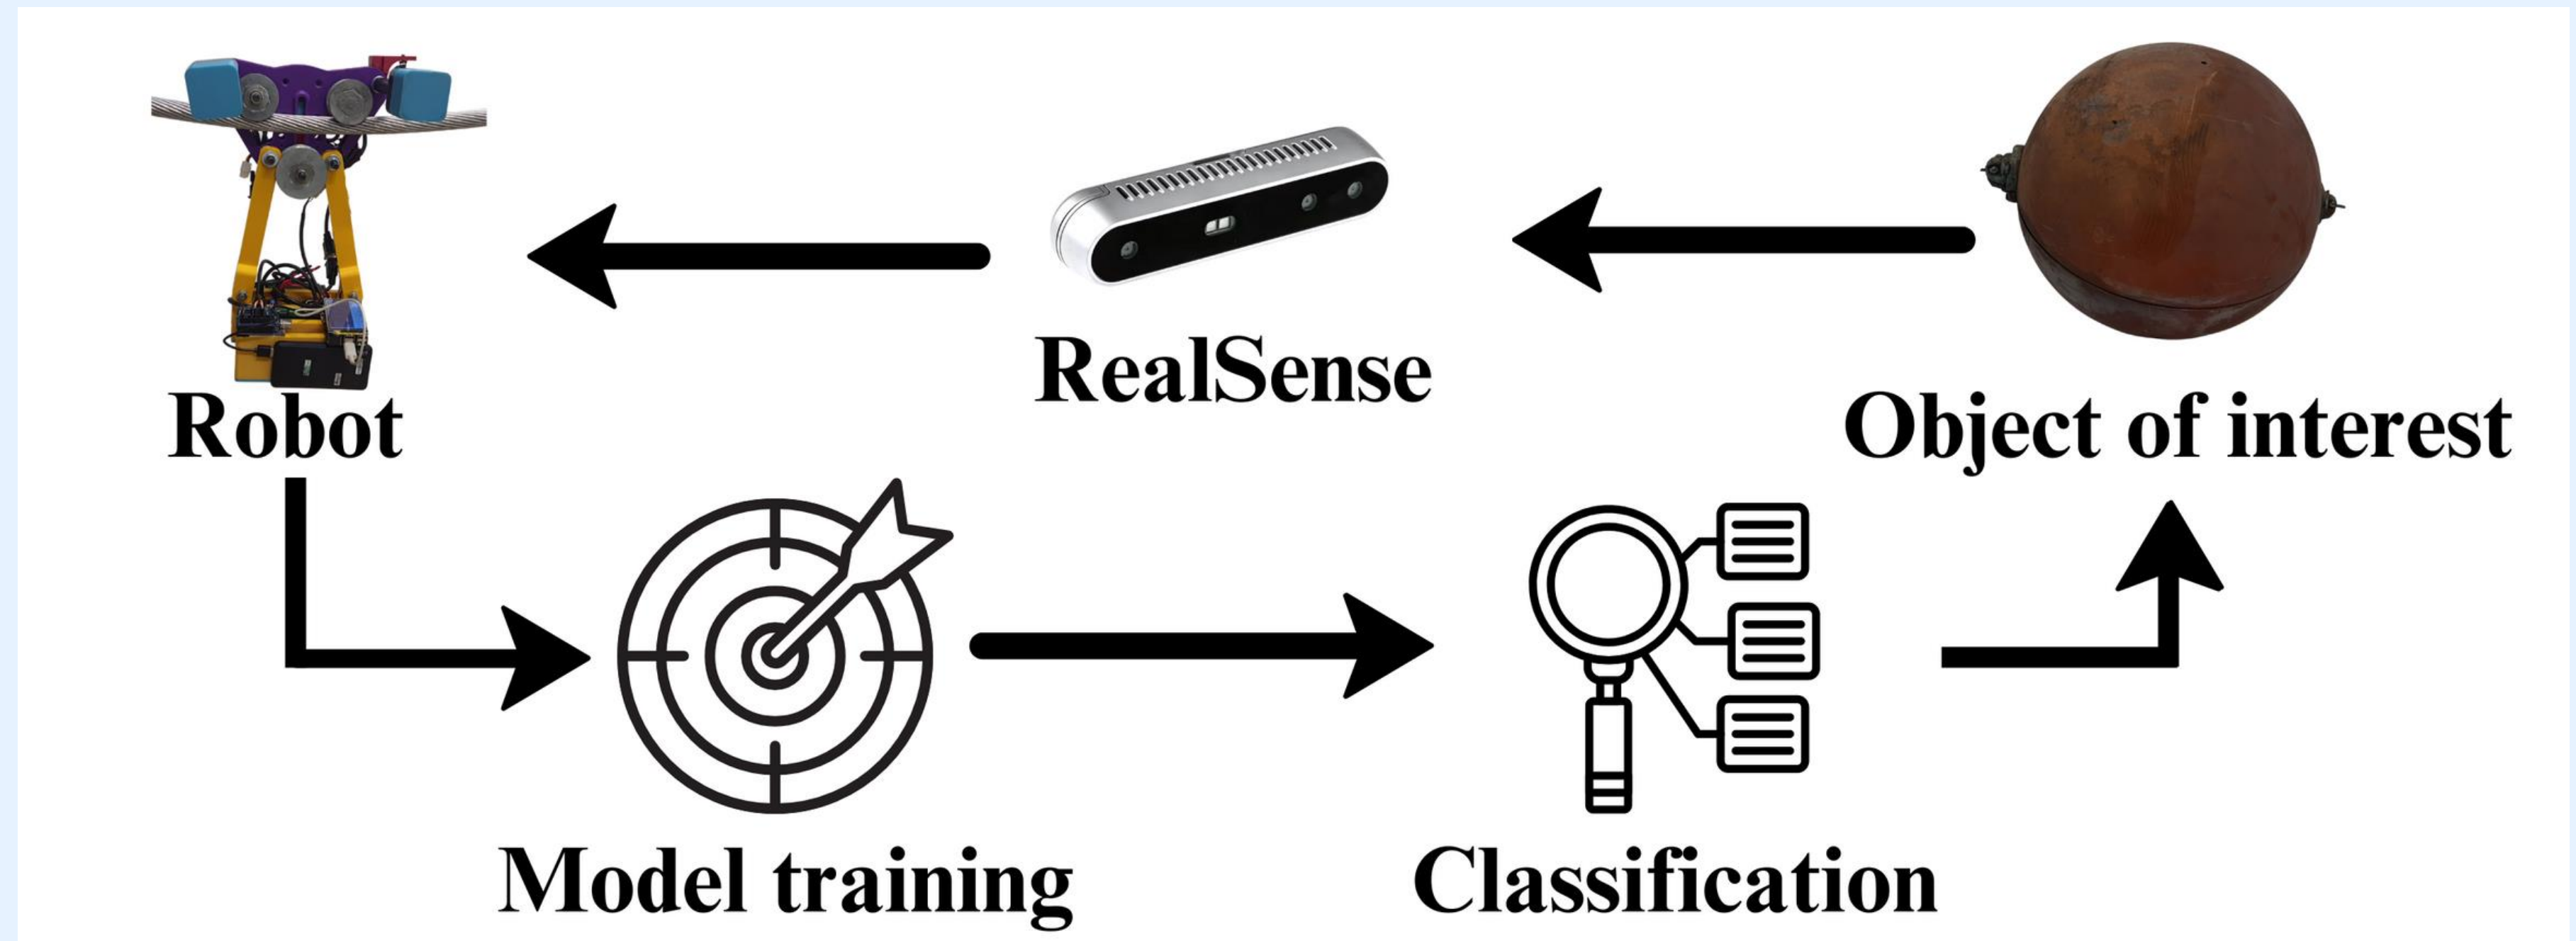 RealSense
Robot
Object of interest
Model training
Classification